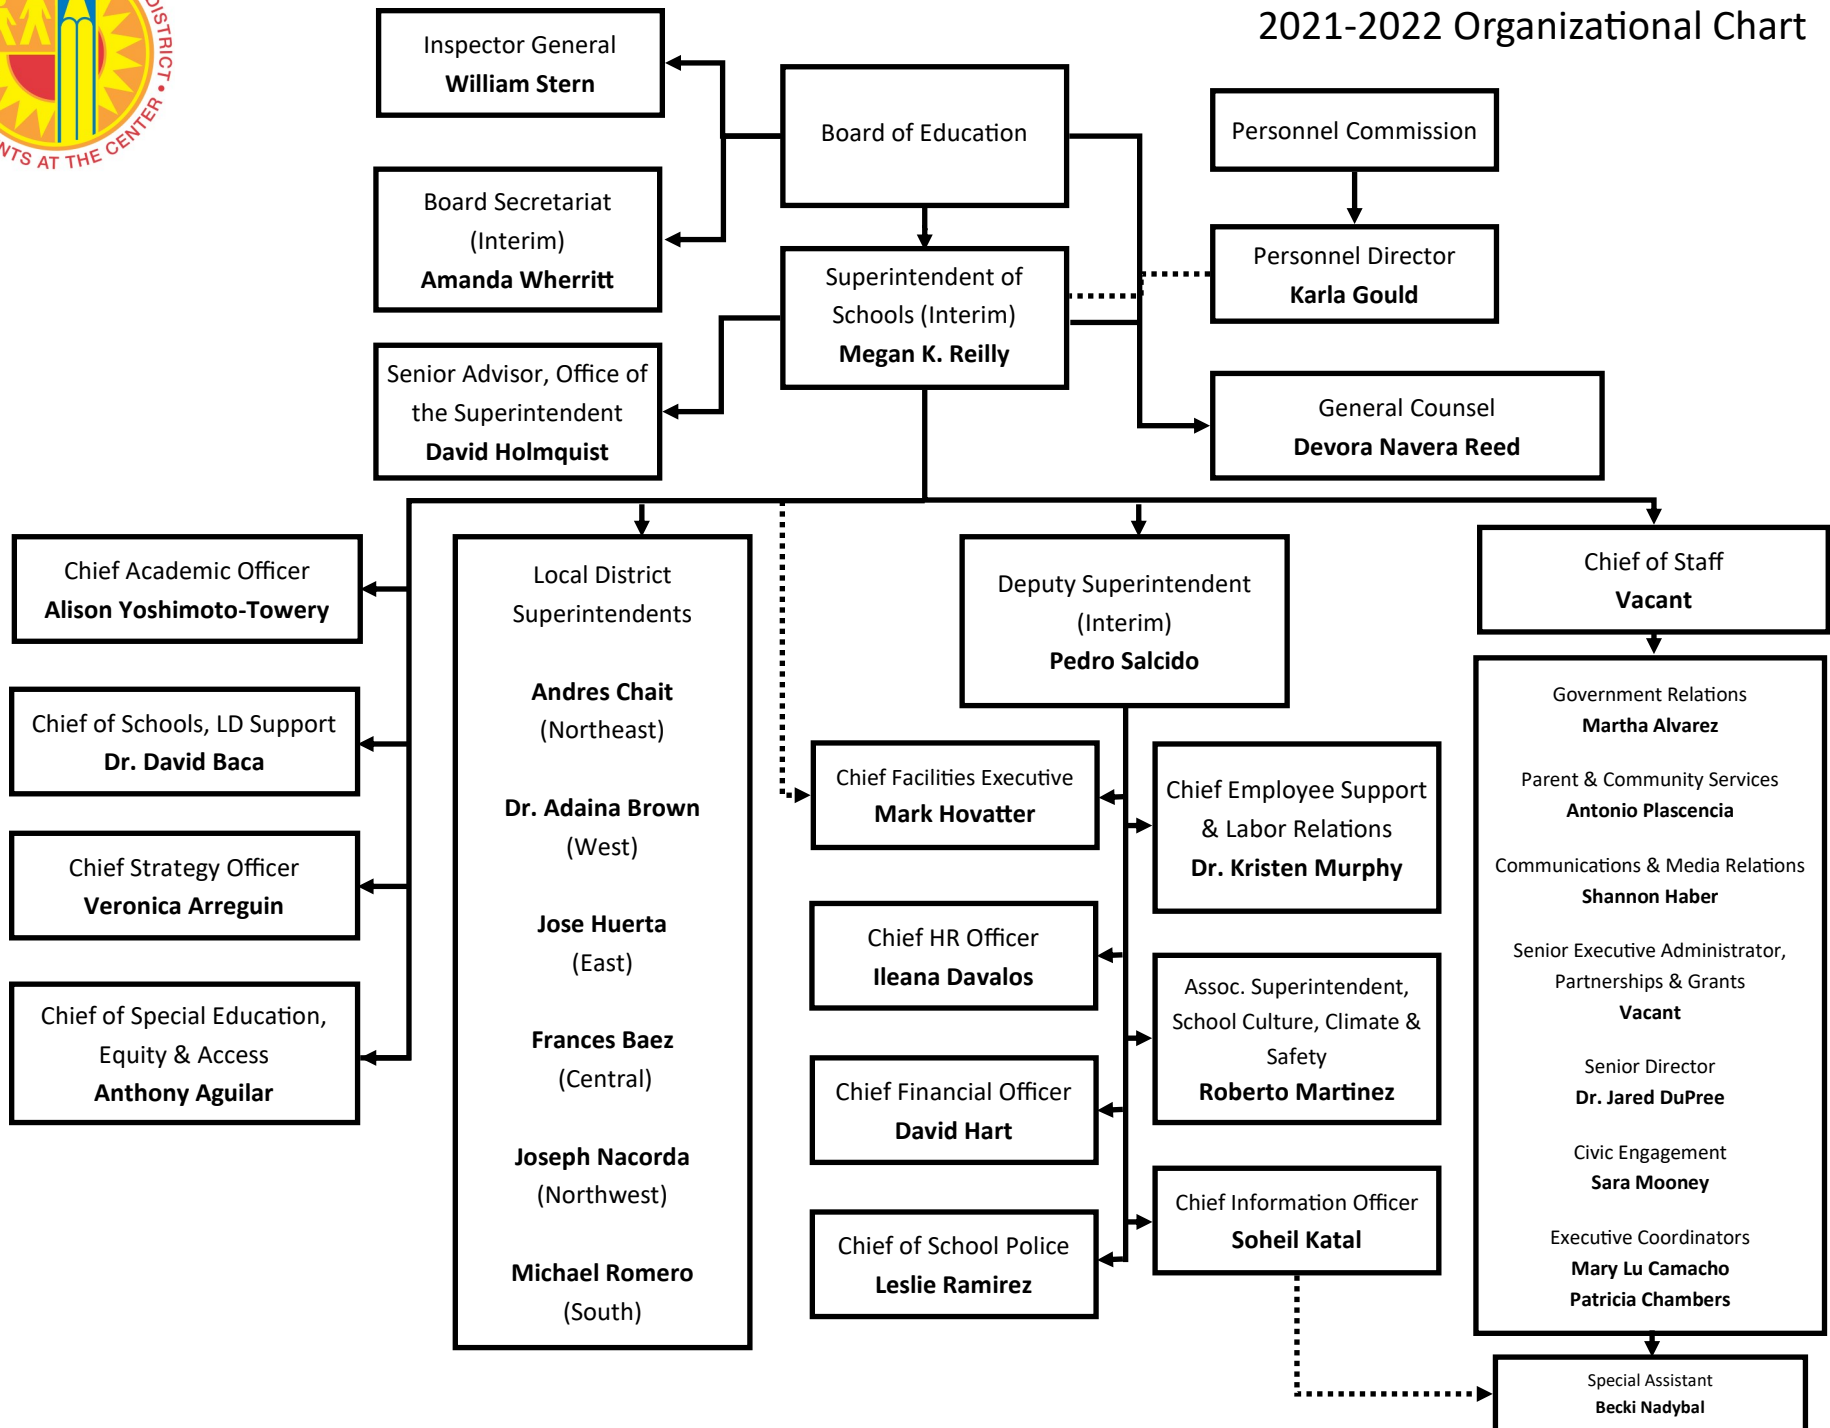 DISTRICT •
NTS AT THE CENTER •
2021-2022 Organizational Chart
Inspector General
William Stern
Board of Education
Personnel Commission
Board Secretariat
(Interim)
Amanda Wherritt
Superintendent of
Schools (Interim)
Megan K. Reilly
Personnel Director
Karla Gould
Senior Advisor, Office of
the Superintendent
David Holmquist
General Counsel
Devora Navera Reed
Chief Academic Officer
Alison Yoshimoto-Towery
Chief of Schools, LD Support
Dr. David Baca
Chief Strategy Officer
Veronica Arreguin
Chief of Special Education,
Equity & Access
Anthony Aguilar
Local District
Superintendents
Andres Chait
(Northeast)
Dr. Adaina Brown
(West)
Jose Huerta
(East)
Frances Baez
(Central)
Joseph Nacorda
(Northwest)
Michael Romero
(South)
Deputy Superintendent
(Interim)
Pedro Salcido
Chief Facilities Executive
Mark Hovatter
Chief HR Officer
Ileana Davalos
Chief Financial Officer
David Hart
Chief of School Police
Leslie Ramirez
Chief Employee Support
& Labor Relations
Dr. Kristen Murphy
Assoc. Superintendent,
School Culture, Climate &
Safety
Roberto Martinez
Chief Information Officer
Soheil Katal
Chief of Staff
Vacant
Government Relations
Martha Alvarez
Parent & Community Services
Antonio Plascencia
Communications & Media Relations
Shannon Haber
Senior Executive Administrator,
Partnerships & Grants
Vacant
Senior Director
Dr. Jared DuPree
Civic Engagement
Sara Mooney
Executive Coordinators
Mary Lu Camacho
Patricia Chambers
Special Assistant
Becki Nadybal